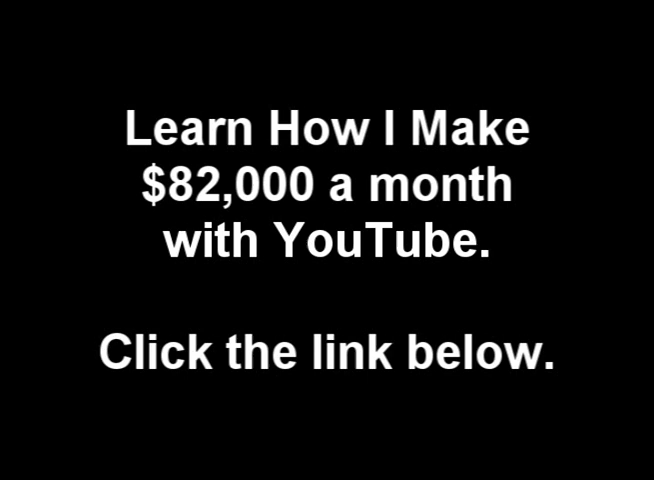 Learn How I Make
$82,000 a month
with YouTube.
Click the link below.